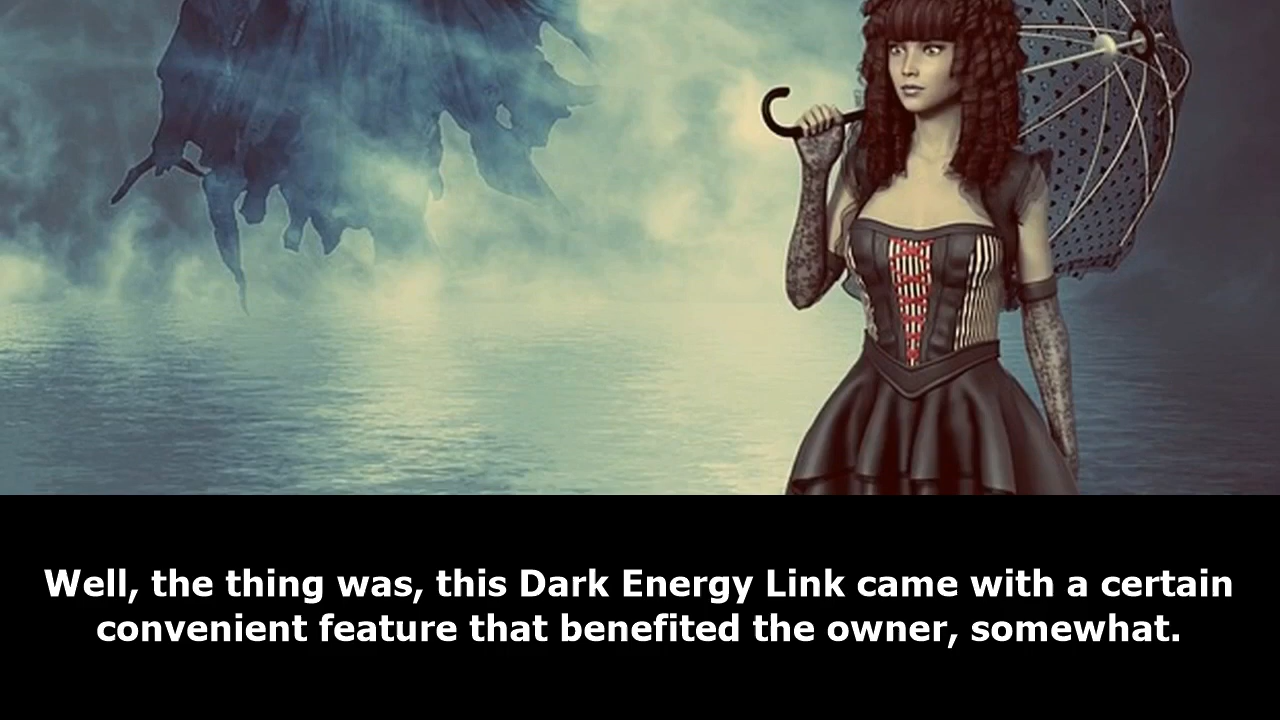 Well, the thing was, this Dark Energy Link came with a certain
convenient feature that benefited the owner, somewhat.